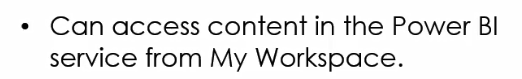 • Can access content in the Power BI
service from My Workspace.